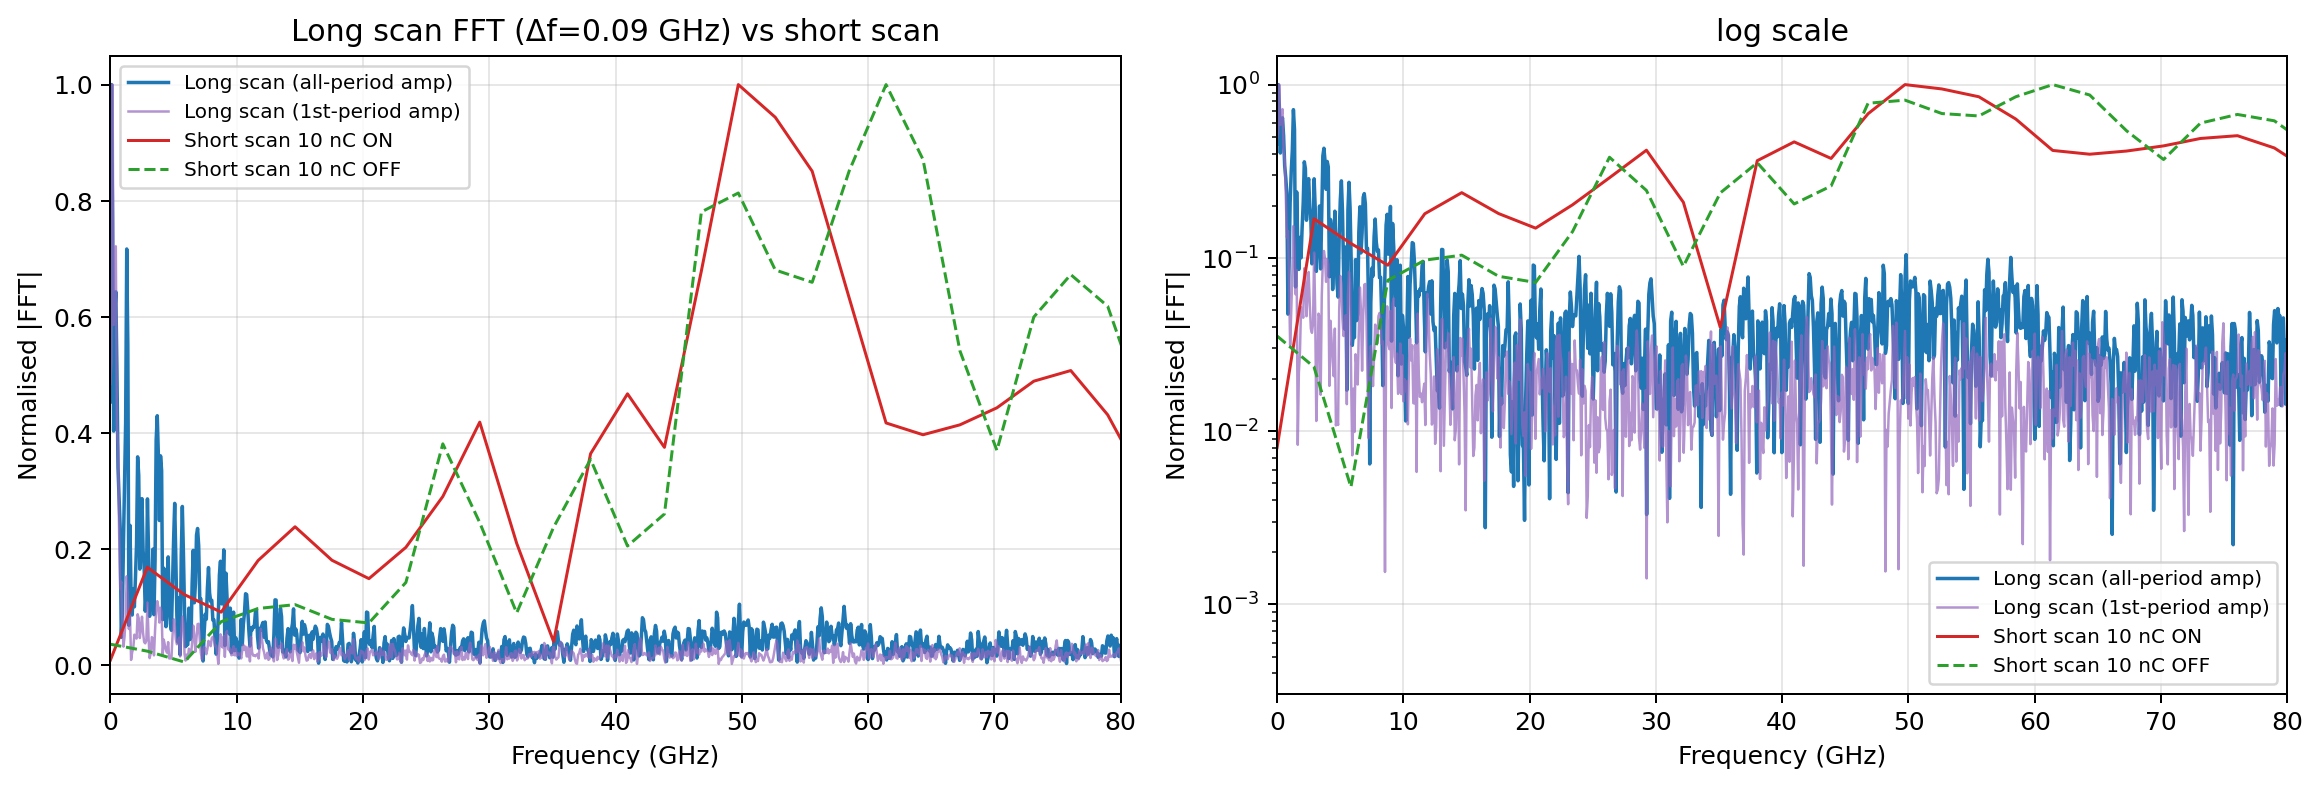 Long scan FFT (Δf=0.09 GHz) vs short scan
Normalised |FFT|
1.0
0.8
0.6
0.4
0.2
0.0
Long scan (all-period amp)
Long scan (1st-period amp)
Short scan 10 nC ON
Short scan 10 nC OFF
0 10 20 30 40 50 60 70 80
Frequency (GHz)
log scale
Normalised |FFT|
10⁰
10⁻¹
10⁻²
10⁻³
Long scan (all-period amp)
Long scan (1st-period amp)
Short scan 10 nC ON
Short scan 10 nC OFF
0 10 20 30 40 50 60 70 80
Frequency (GHz)